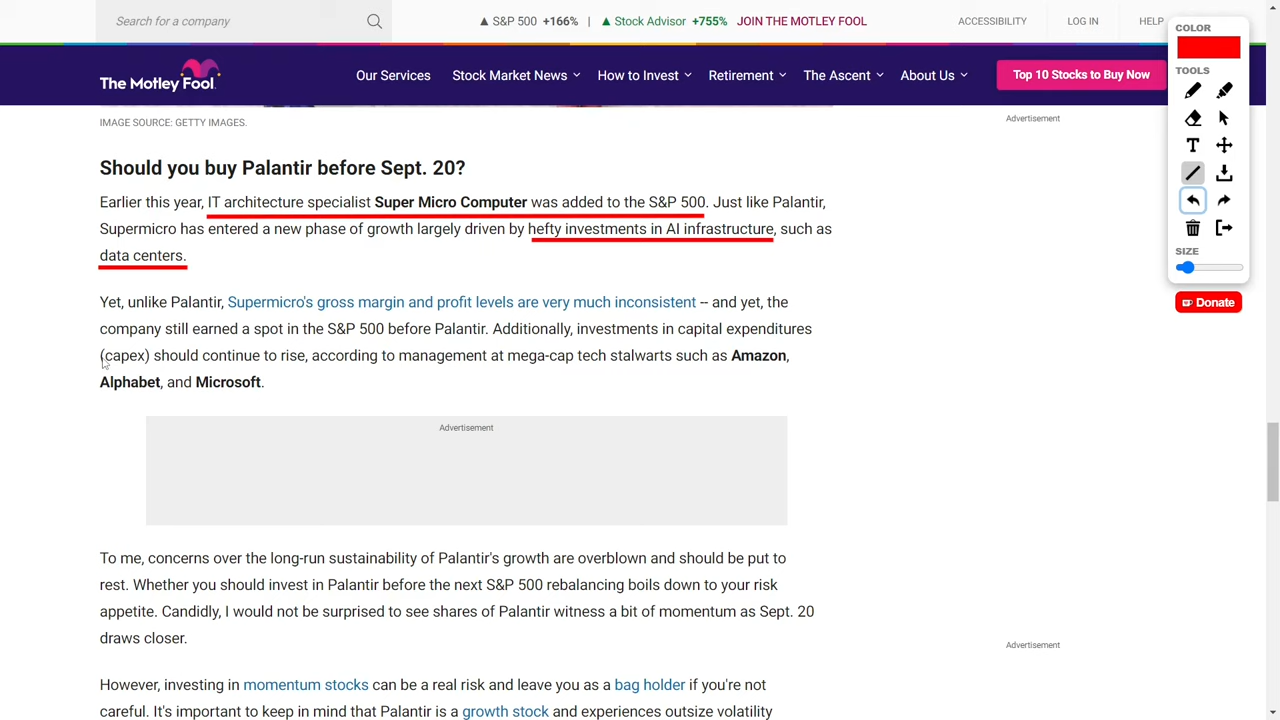 Search for a company
▲ S&P 500 +166% | ▲ Stock Advisor +755% JOIN THE MOTLEY FOOL
ACCESSIBILITY LOG IN HELP
COLOR
TOOLS
SIZE
Donate
The Motley Fool
Our Services Stock Market News How to Invest Retirement The Ascent About Us Top 10 Stocks to Buy Now
IMAGE SOURCE: GETTY IMAGES.
Advertisement
Should you buy Palantir before Sept. 20?
Earlier this year, IT architecture specialist Super Micro Computer was added to the S&P 500. Just like Palantir,
Supermicro has entered a new phase of growth largely driven by hefty investments in AI infrastructure, such as
data centers.
Yet, unlike Palantir, Supermicro's gross margin and profit levels are very much inconsistent -- and yet, the
company still earned a spot in the S&P 500 before Palantir. Additionally, investments in capital expenditures
(capex) should continue to rise, according to management at mega-cap tech stalwarts such as Amazon,
Alphabet, and Microsoft.
Advertisement
To me, concerns over the long-run sustainability of Palantir's growth are overblown and should be put to
rest. Whether you should invest in Palantir before the next S&P 500 rebalancing boils down to your risk
appetite. Candidly, I would not be surprised to see shares of Palantir witness a bit of momentum as Sept. 20
draws closer.
Advertisement
However, investing in momentum stocks can be a real risk and leave you as a bag holder if you're not
careful. It's important to keep in mind that Palantir is a growth stock and experiences outsize volatility